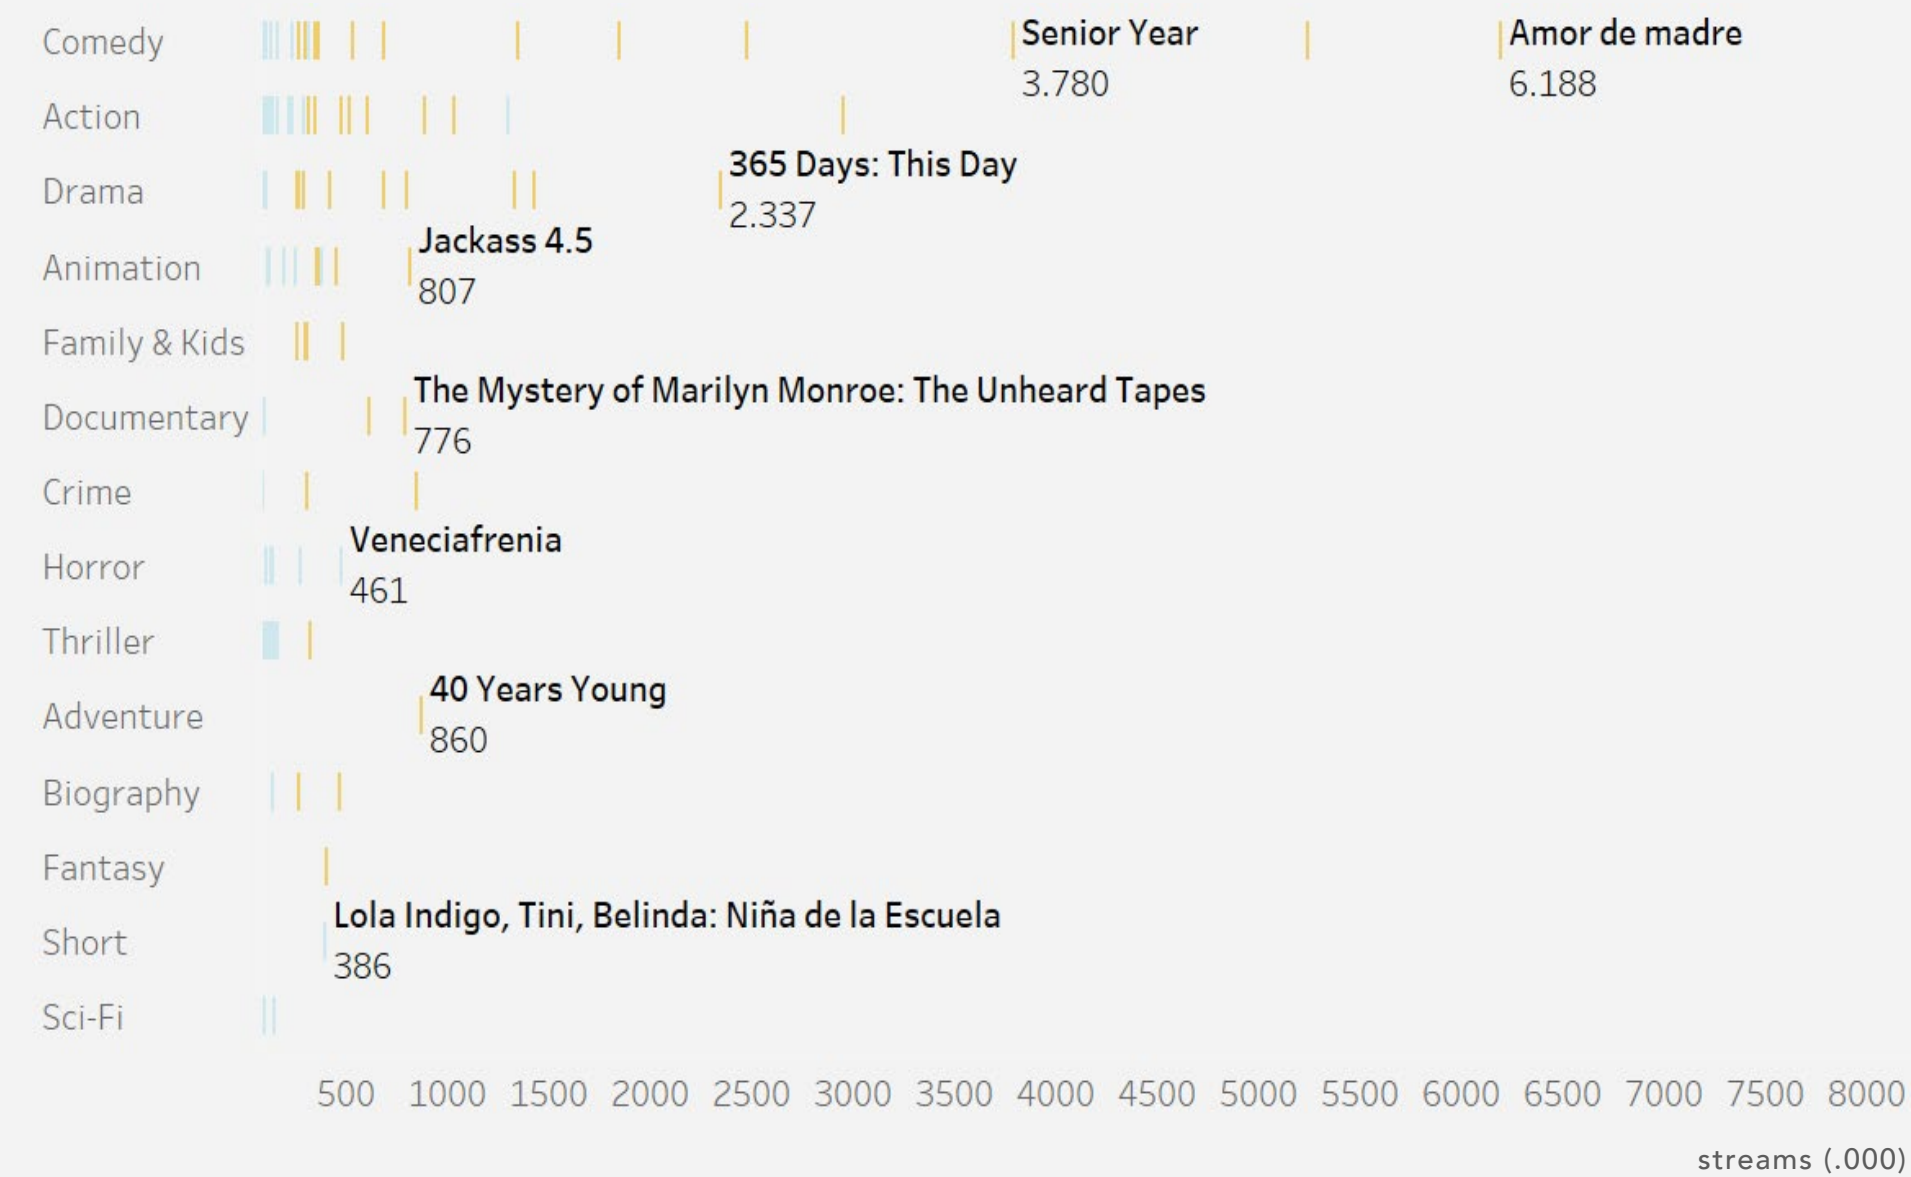 Comedy
Senior Year
3.780
Amor de madre
6.188
Action
Drama
365 Days: This Day
2.337
Animation
Jackass 4.5
807
Family & Kids
Documentary
The Mystery of Marilyn Monroe: The Unheard Tapes
776
Crime
Horror
Veneciafrenia
461
Thriller
Adventure
40 Years Young
860
Biography
Fantasy
Short
Lola Indigo, Tini, Belinda: Niña de la Escuela
386
Sci-Fi
500 1000 1500 2000 2500 3000 3500 4000 4500 5000 5500 6000 6500 7000 7500 8000
streams (.000)